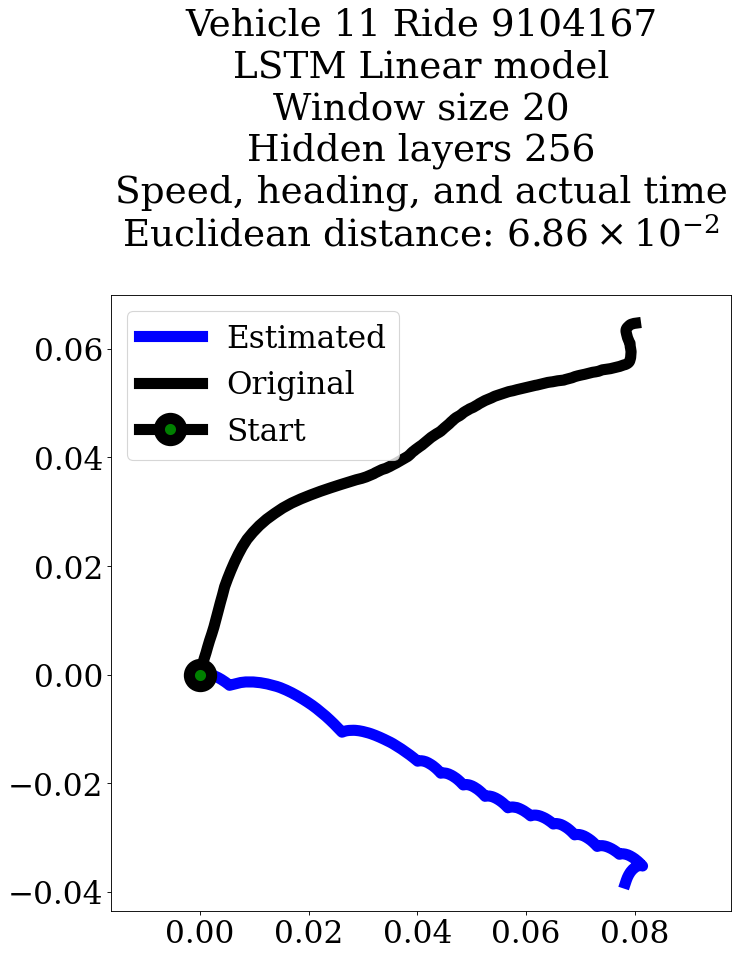 Vehicle 11 Ride 9104167
LSTM Linear model
Window size 20
Hidden layers 256
Speed, heading, and actual time
Euclidean distance: 6.86 × 10⁻²
Estimated
Original
Start
0.06
0.04
0.02
0.00
−0.02
−0.04
0.00 0.02 0.04 0.06 0.08